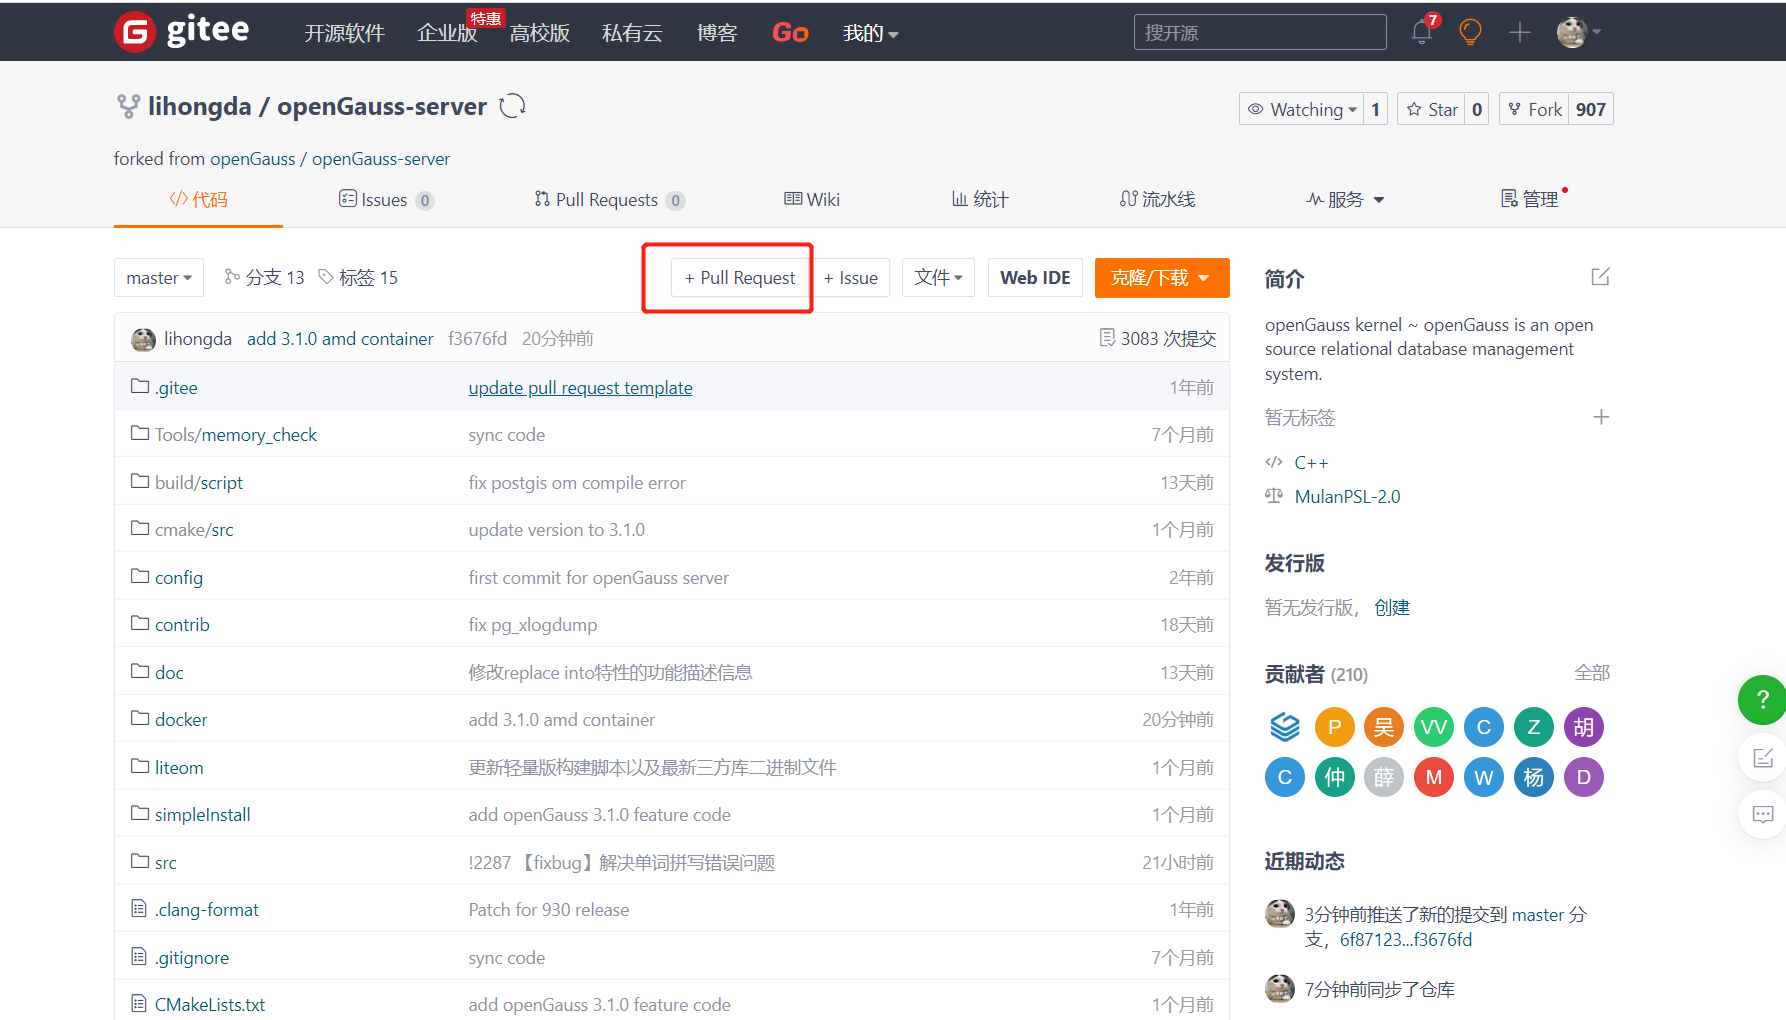 gitee 开源软件 企业版 特惠 高校版 私有云 博客 Go 我的 搜开源 7
lihongda / openGauss-server
Watching 1 Star 0 Fork 907
forked from openGauss / openGauss-server
代码 Issues 0 Pull Requests 0 Wiki 统计 流水线 服务 管理
master 分支 13 标签 15 + Pull Request + Issue 文件 Web IDE 克隆/下载
lihongda add 3.1.0 amd container f3676fd 20分钟前 3083 次提交
.gitee update pull request template 1年前
Tools/memory_check sync code 7个月前
build/script fix postgis om compile error 13天前
cmake/src update version to 3.1.0 1个月前
config first commit for openGauss server 2年前
contrib fix pg_xlogdump 18天前
doc 修改replace into特性的功能描述信息 13天前
docker add 3.1.0 amd container 20分钟前
liteom 更新轻量版构建脚本以及最新三方库二进制文件 1个月前
simpleInstall add openGauss 3.1.0 feature code 1个月前
src !2287 【fixbug】解决单词拼写错误问题 21小时前
.clang-format Patch for 930 release 1年前
.gitignore sync code 7个月前
CMakeLists.txt add openGauss 3.1.0 feature code 1个月前
简介
openGauss kernel ~ openGauss is an open
source relational database management
system.
暂无标签
C++
MulanPSL-2.0
发行版
暂无发行版， 创建
贡献者 (210) 全部
P 吴 VV C Z 胡
C 仲 薛 M W 杨 D
近期动态
3分钟前推送了新的提交到 master 分
支，6f87123...f3676fd
7分钟前同步了仓库
?